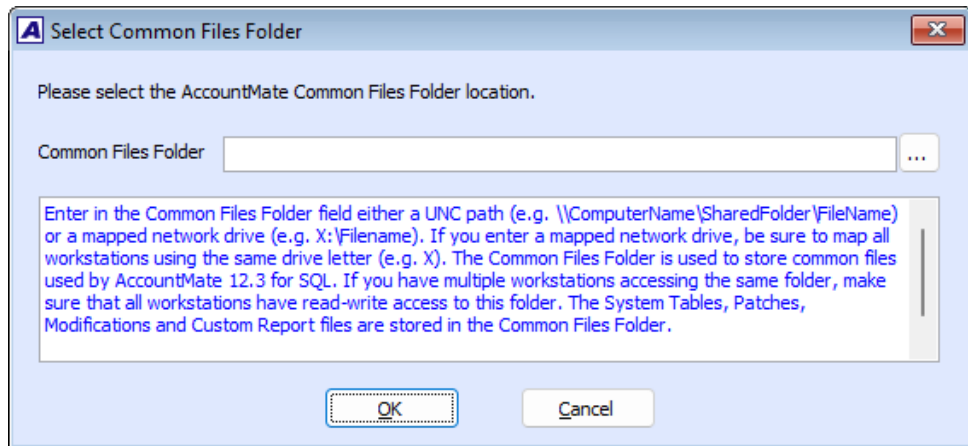 A Select Common Files Folder
Please select the AccountMate Common Files Folder location.
Common Files Folder ...
Enter in the Common Files Folder field either a UNC path (e.g. \\ComputerName\SharedFolder\FileName)
or a mapped network drive (e.g. X:\Filename). If you enter a mapped network drive, be sure to map all
workstations using the same drive letter (e.g. X). The Common Files Folder is used to store common files
used by AccountMate 12.3 for SQL. If you have multiple workstations accessing the same folder, make
sure that all workstations have read-write access to this folder. The System Tables, Patches,
Modifications and Custom Report files are stored in the Common Files Folder.
OK Cancel